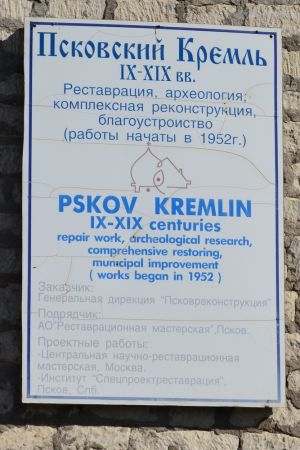 Псковский Кремль
IX-XIX вв.
Реставрация, археология,
комплексная реконструкция,
благоустройство
(работы начаты в 1952г.)
PSKOV KREMLIN
IX-XIX centuries
repair work, archeological research,
comprehensive restoring,
municipal improvement
( works began in 1952 )
Заказчик:
Генеральная дирекция "Псковреконструкция"
Подрядчик:
АО"Реставрационная мастерская",Псков.
Проектные работы:
-Центральная научно-реставрационная
мастерская, Москва.
-Институт "Спецпроектреставрация",
Псков, Спб.